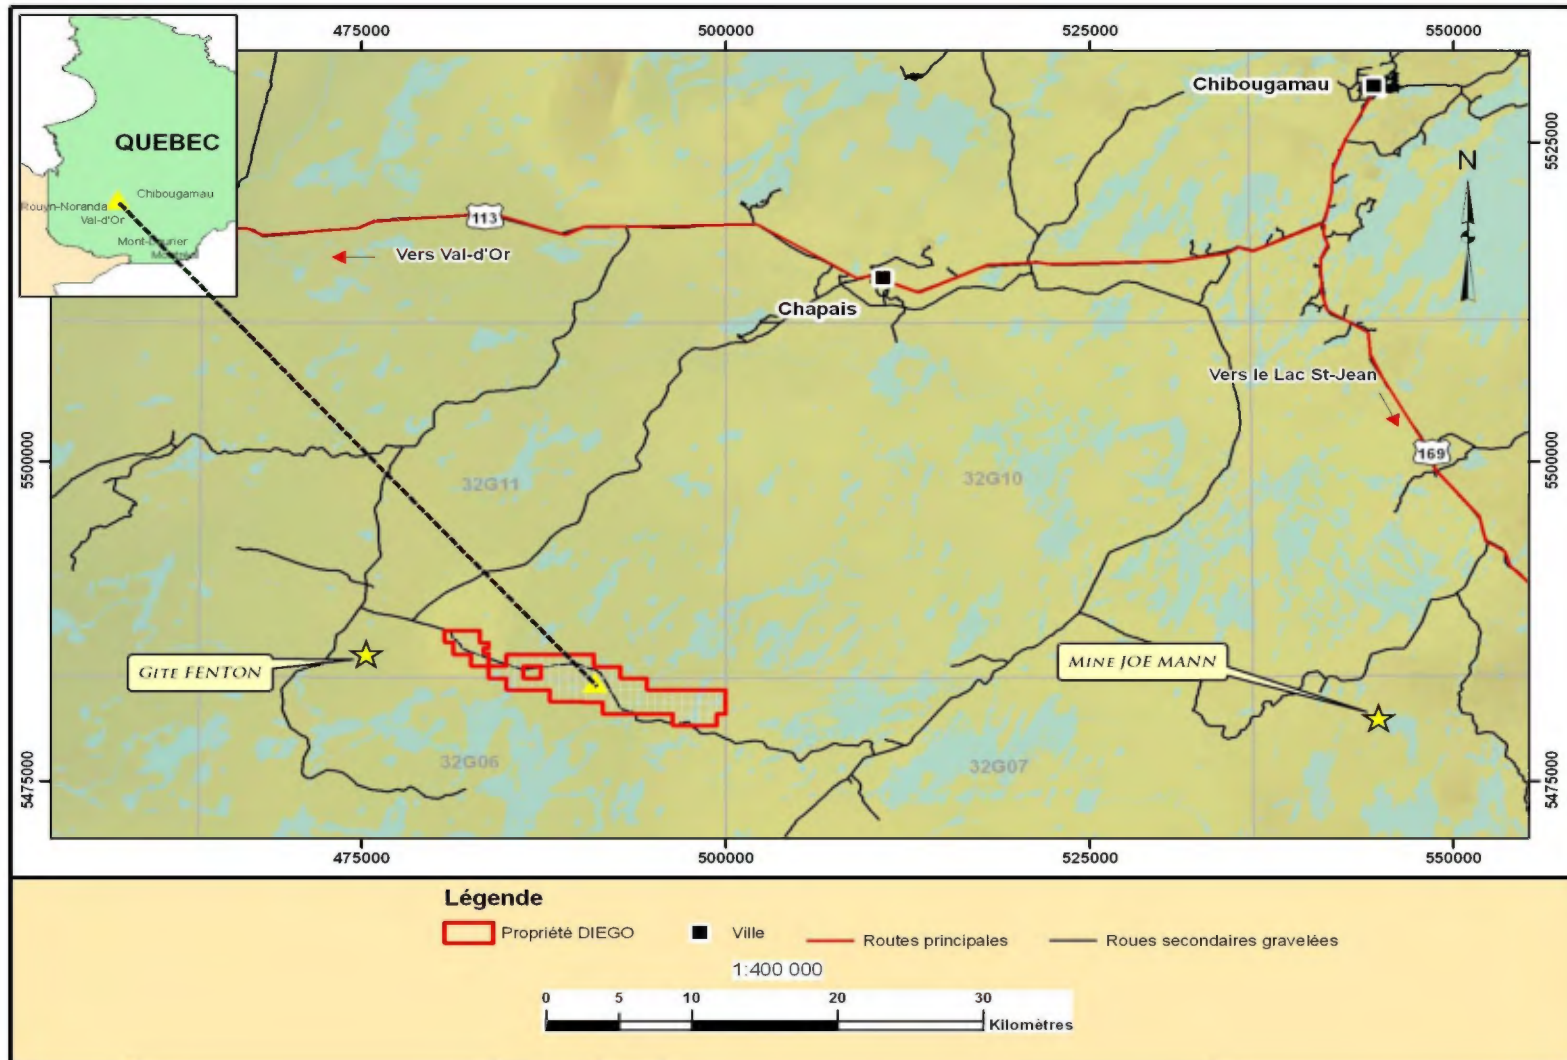 475000
500000
525000
550000
QUEBEC
Chibougamau
Rouyn-Noranda
Val-d'Or
Mont-Laurier
Montréal
Chibougamau
5525000
5525000
N
113
Vers Val-d'Or
Chapais
Vers le Lac St-Jean
169
5500000
5500000
32G11
32G10
GITE FENTON
MINE JOE MANN
32G06
32G07
5475000
5475000
475000
500000
525000
550000
Légende
Propriété DIEGO
Ville
Routes principales
Roues secondaires gravelées
1:400 000
0 5 10 20 30
Kilomètres